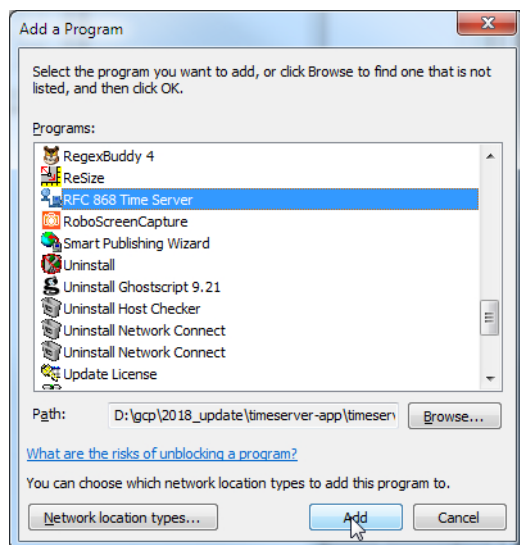 Add a Program
Select the program you want to add, or click Browse to find one that is not
listed, and then click OK.
Programs:
RegexBuddy 4
ReSize
RFC 868 Time Server
RoboScreenCapture
Smart Publishing Wizard
Uninstall
Uninstall Ghostscript 9.21
Uninstall Host Checker
Uninstall Network Connect
Uninstall Network Connect
Update License
Path: D:\gcp\2018_update\timeserver-app\timeserv Browse...
What are the risks of unblocking a program?
You can choose which network location types to add this program to.
Network location types... Add Cancel